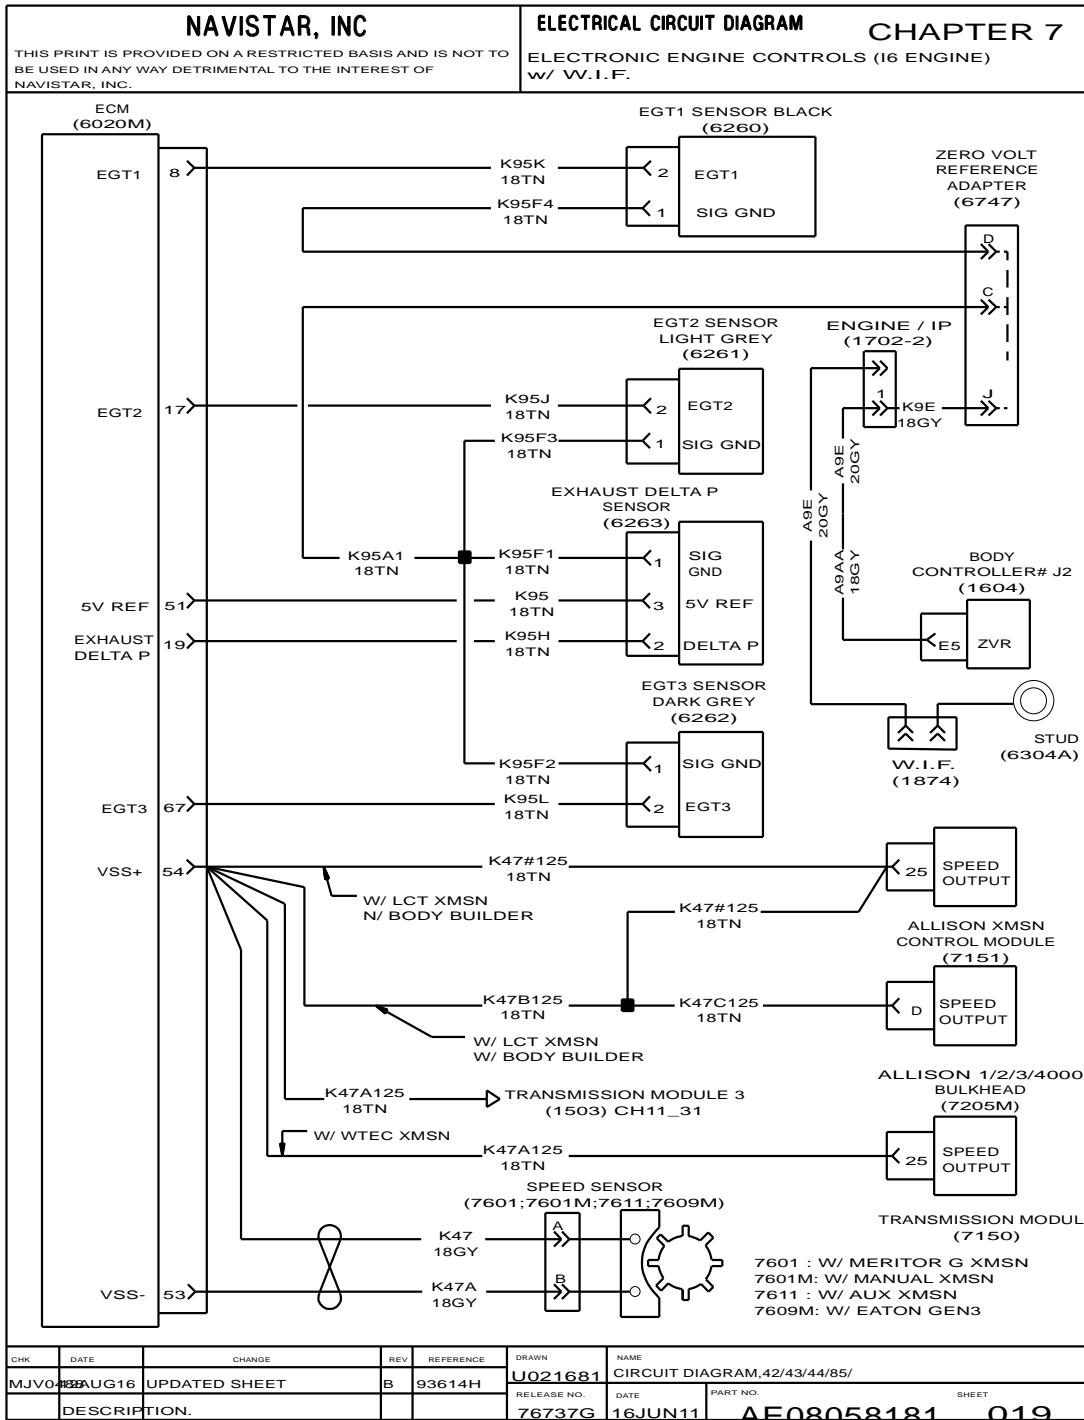 NAVISTAR, INC
THIS PRINT IS PROVIDED ON A RESTRICTED BASIS AND IS NOT TO
BE USED IN ANY WAY DETRIMENTAL TO THE INTEREST OF
NAVISTAR, INC.
ELECTRICAL CIRCUIT DIAGRAM
CHAPTER 7
ELECTRONIC ENGINE CONTROLS (I6 ENGINE)
w/ W.I.F.
ECM
(6020M)
EGT1 SENSOR BLACK
(6260)
EGT1
8
K95K
18TN
2
EGT1
K95F4
18TN
1
SIG GND
ZERO VOLT
REFERENCE
ADAPTER
(6747)
D
C
J
EGT2 SENSOR
LIGHT GREY
(6261)
ENGINE / IP
(1702-2)
1
K9E
18GY
EGT2
17
K95J
18TN
2
EGT2
K95F3
18TN
1
SIG GND
A9E
20GY
A9E
20GY
A9AA
18GY
EXHAUST DELTA P
SENSOR
(6263)
K95A1
18TN
K95F1
18TN
1
SIG
GND
5V REF
51
K95
18TN
3
5V REF
EXHAUST
DELTA P
19
K95H
18TN
2
DELTA P
BODY
CONTROLLER# J2
(1604)
E5
ZVR
EGT3 SENSOR
DARK GREY
(6262)
K95F2
18TN
1
SIG GND
EGT3
67
K95L
18TN
2
EGT3
STUD
(6304A)
W.I.F.
(1874)
VSS+
54
K47#125
18TN
25
SPEED
OUTPUT
W/ LCT XMSN
N/ BODY BUILDER
K47#125
18TN
ALLISON XMSN
CONTROL MODULE
(7151)
K47B125
18TN
K47C125
18TN
D
SPEED
OUTPUT
W/ LCT XMSN
W/ BODY BUILDER
ALLISON 1/2/3/4000
BULKHEAD
(7205M)
K47A125
18TN
TRANSMISSION MODULE 3
(1503) CH11_31
W/ WTEC XMSN
K47A125
18TN
25
SPEED
OUTPUT
SPEED SENSOR
(7601;7601M;7611;7609M)
TRANSMISSION MODUL
(7150)
K47
18GY
A
VSS-
53
K47A
18GY
B
7601 : W/ MERITOR G XMSN
7601M: W/ MANUAL XMSN
7611 : W/ AUX XMSN
7609M: W/ EATON GEN3
CHK
DATE
CHANGE
REV
REFERENCE
DRAWN
NAME
AUG16
UPDATED SHEET
B
93614H
U021681
CIRCUIT DIAGRAM,42/43/44/85/
DESCRIPTION.
RELEASE NO.
DATE
PART NO.
SHEET
76737G
16JUN11
AE08058181
019